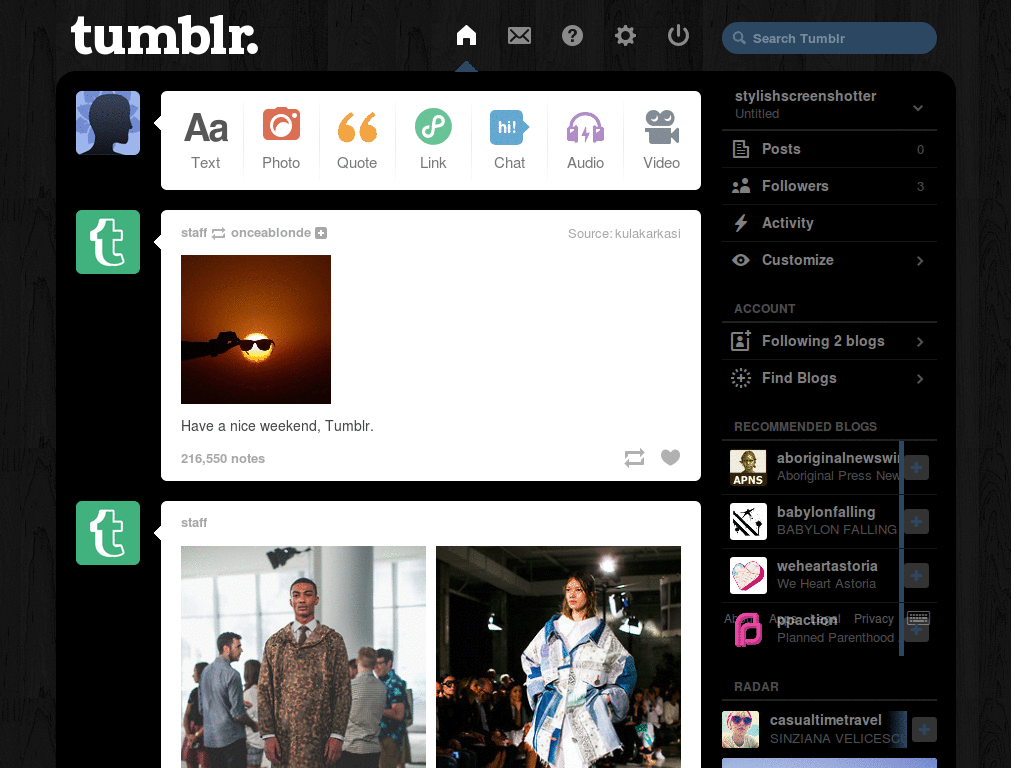 tumblr.
Search Tumblr
Aa
Text
Photo
Quote
Link
hi!
Chat
Audio
Video
staff onceablonde
Source: kulakarkasi
Have a nice weekend, Tumblr.
216,550 notes
staff
stylishscreenshotter
Untitled
Posts 0
Followers 3
Activity
Customize
ACCOUNT
Following 2 blogs
Find Blogs
RECOMMENDED BLOGS
APNS
aboriginalnewswi
Aboriginal Press New
babylonfalling
BABYLON FALLING
weheartastoria
We Heart Astoria
Privacy
ppaction
Planned Parenthood
RADAR
casualtimetravel
SINZIANA VELICESC